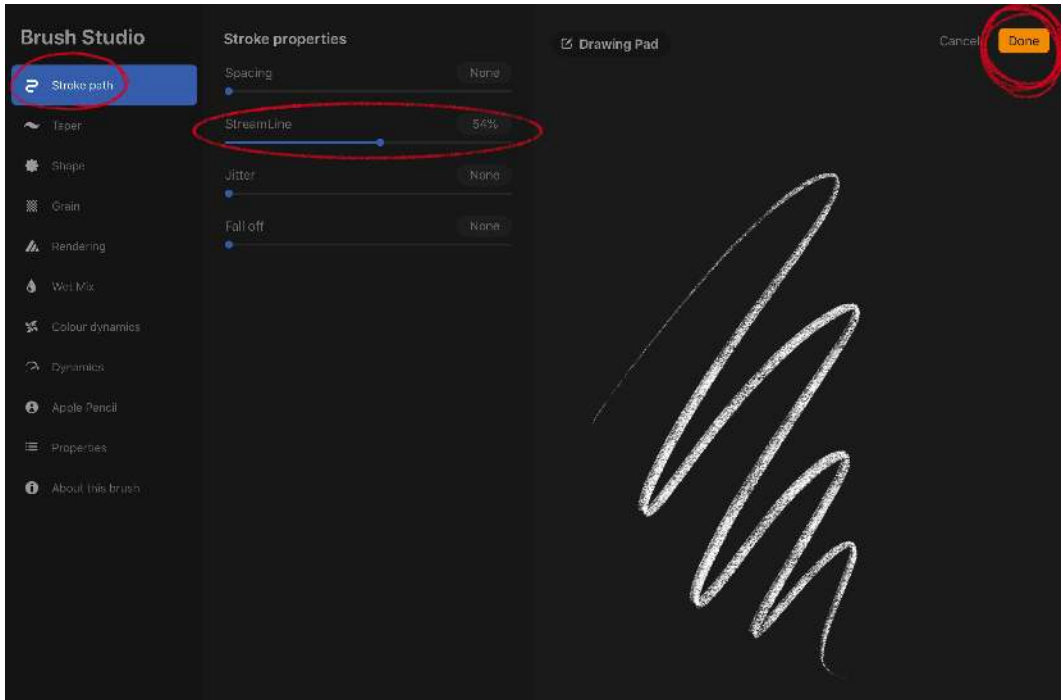 Brush Studio
Stroke path
Taper
Shape
Grain
Rendering
Wet Mix
Colour dynamics
Dynamics
Apple Pencil
Properties
About this brush
Stroke properties
Spacing None
StreamLine 54%
Jitter None
Fall off None
Drawing Pad
Cancel Done